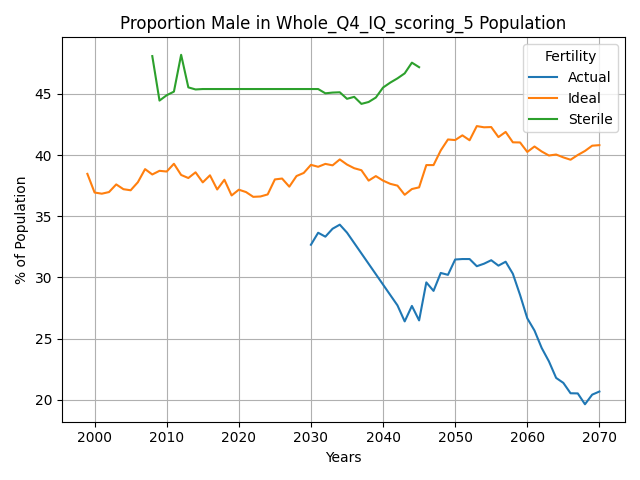 Proportion Male in Whole_Q4_IQ_scoring_5 Population
Fertility
Actual
Ideal
Sterile
% of Population
45
40
35
30
25
20
2000 2010 2020 2030 2040 2050 2060 2070
Years